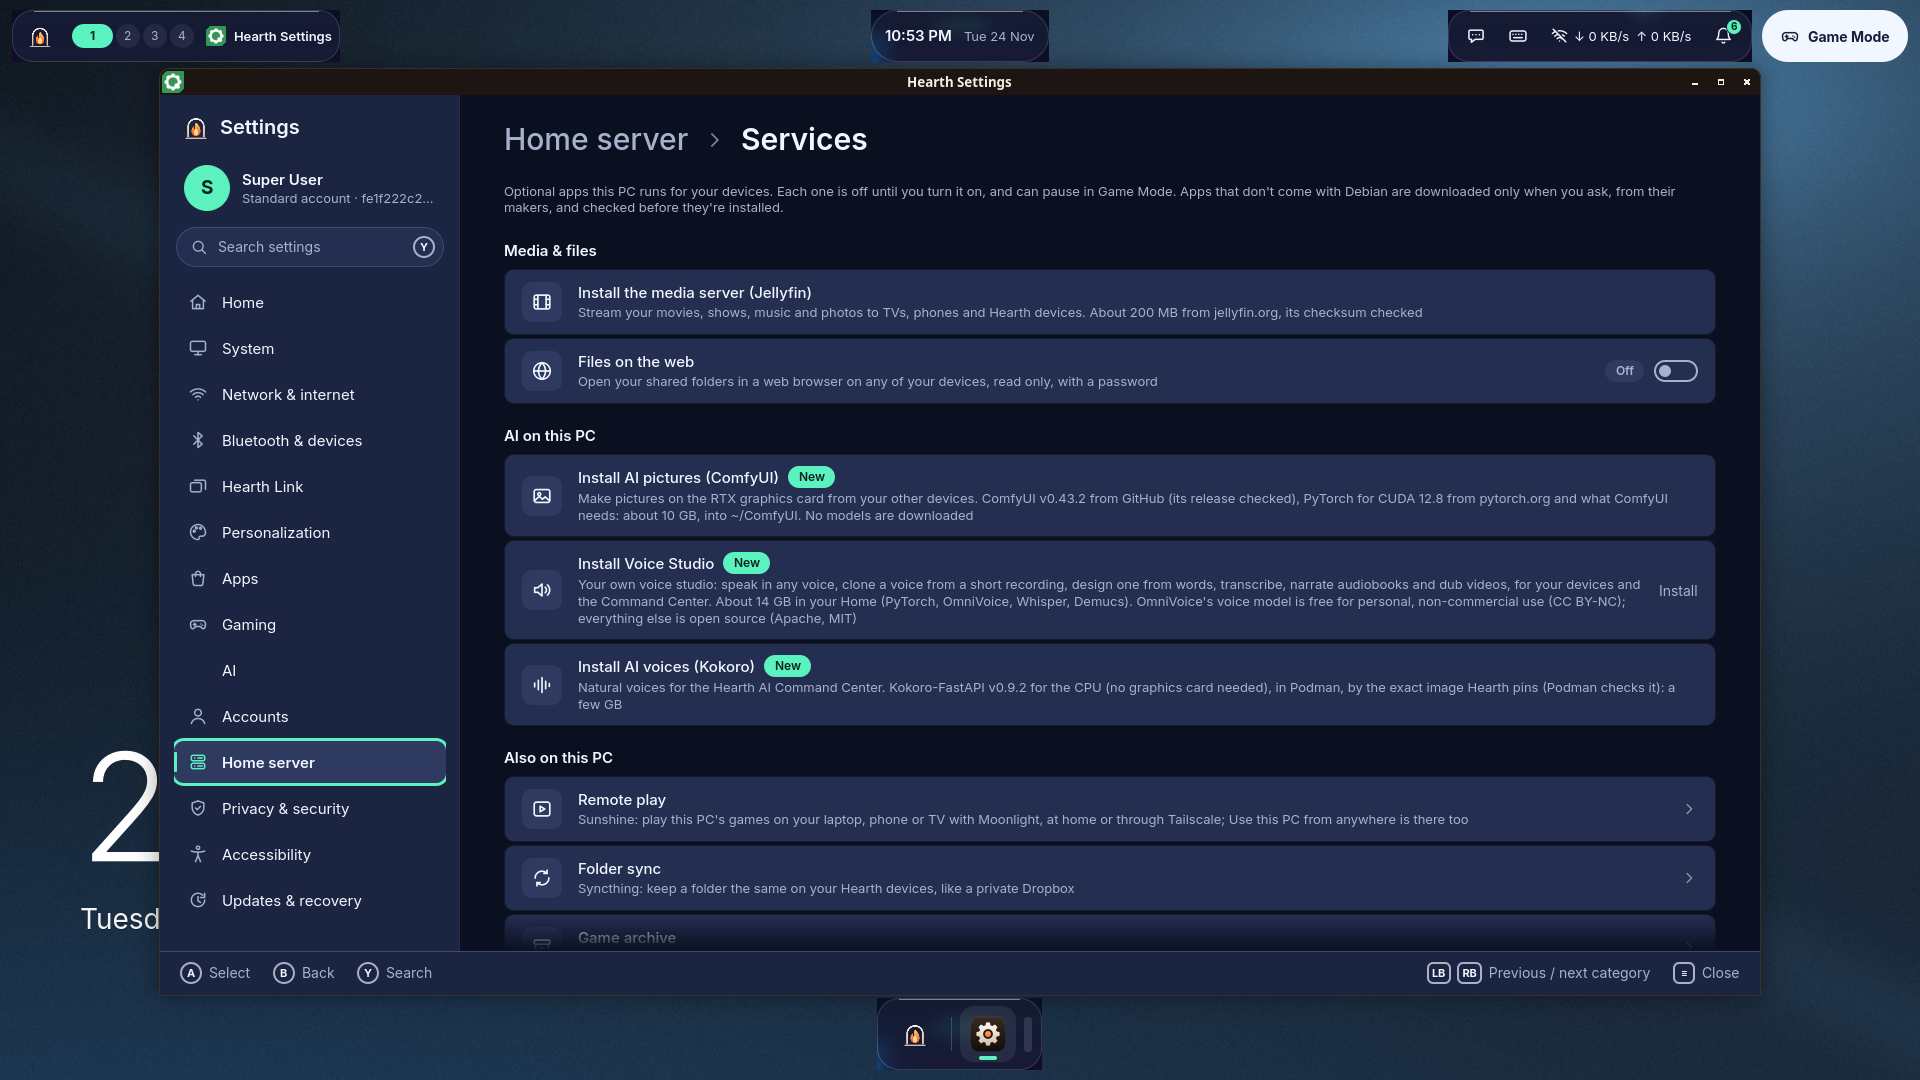 1 2 3 4 Hearth Settings
10:53 PM Tue 24 Nov
↓ 0 KB/s ↑ 0 KB/s 6
Game Mode
Hearth Settings
Settings
S
Super User
Standard account · fe1f222c2...
Search settings Y
Home
System
Network & internet
Bluetooth & devices
Hearth Link
Personalization
Apps
Gaming
AI
Accounts
Home server
Privacy & security
Accessibility
Updates & recovery
Home server > Services
Optional apps this PC runs for your devices. Each one is off until you turn it on, and can pause in Game Mode. Apps that don't come with Debian are downloaded only when you ask, from their
makers, and checked before they're installed.
Media & files
Install the media server (Jellyfin)
Stream your movies, shows, music and photos to TVs, phones and Hearth devices. About 200 MB from jellyfin.org, its checksum checked
Files on the web
Open your shared folders in a web browser on any of your devices, read only, with a password
Off
AI on this PC
Install AI pictures (ComfyUI) New
Make pictures on the RTX graphics card from your other devices. ComfyUI v0.43.2 from GitHub (its release checked), PyTorch for CUDA 12.8 from pytorch.org and what ComfyUI
needs: about 10 GB, into ~/ComfyUI. No models are downloaded
Install Voice Studio New
Your own voice studio: speak in any voice, clone a voice from a short recording, design one from words, transcribe, narrate audiobooks and dub videos, for your devices and
the Command Center. About 14 GB in your Home (PyTorch, OmniVoice, Whisper, Demucs). OmniVoice's voice model is free for personal, non-commercial use (CC BY-NC);
everything else is open source (Apache, MIT)
Install
Install AI voices (Kokoro) New
Natural voices for the Hearth AI Command Center. Kokoro-FastAPI v0.9.2 for the CPU (no graphics card needed), in Podman, by the exact image Hearth pins (Podman checks it): a
few GB
Also on this PC
Remote play
Sunshine: play this PC's games on your laptop, phone or TV with Moonlight, at home or through Tailscale; Use this PC from anywhere is there too
Folder sync
Syncthing: keep a folder the same on your Hearth devices, like a private Dropbox
Game archive
2
Tuesd
A Select B Back Y Search
LB RB Previous / next category ≡ Close